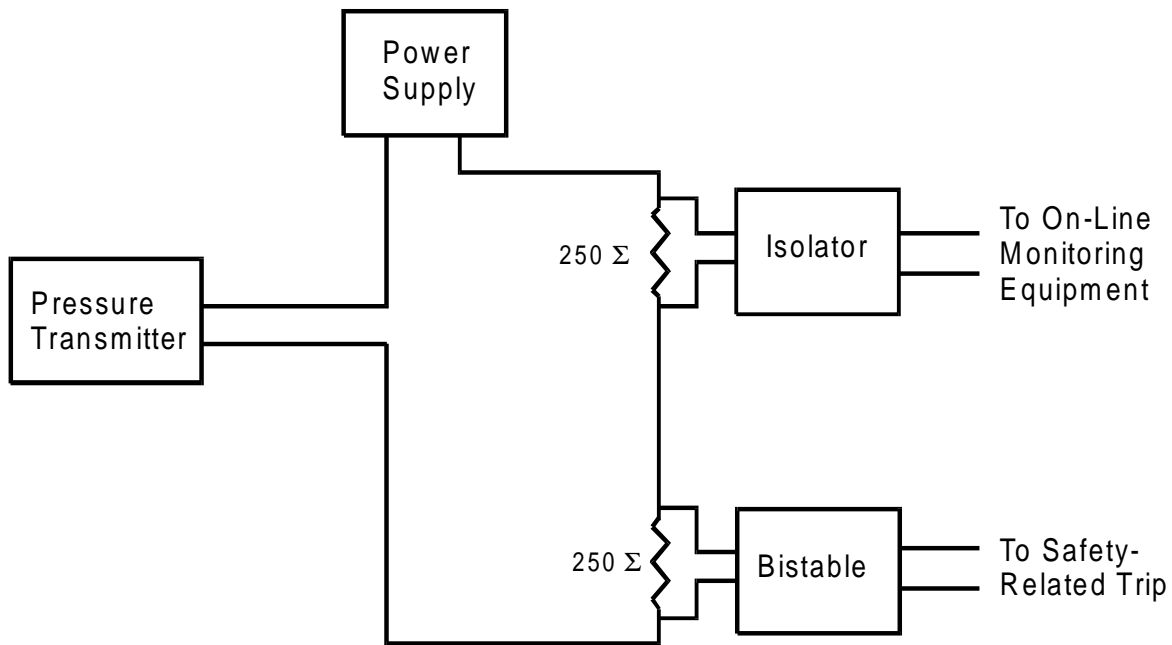 Power
Supply
Pressure
Transmitter
250 Σ
Isolator
To On-Line
Monitoring
Equipment
250 Σ
Bistable
To Safety-
Related Trip